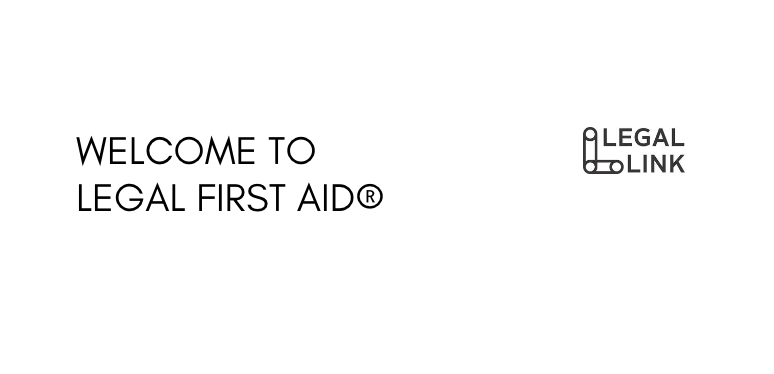 WELCOME TO
LEGAL FIRST AID®
LEGAL
LINK